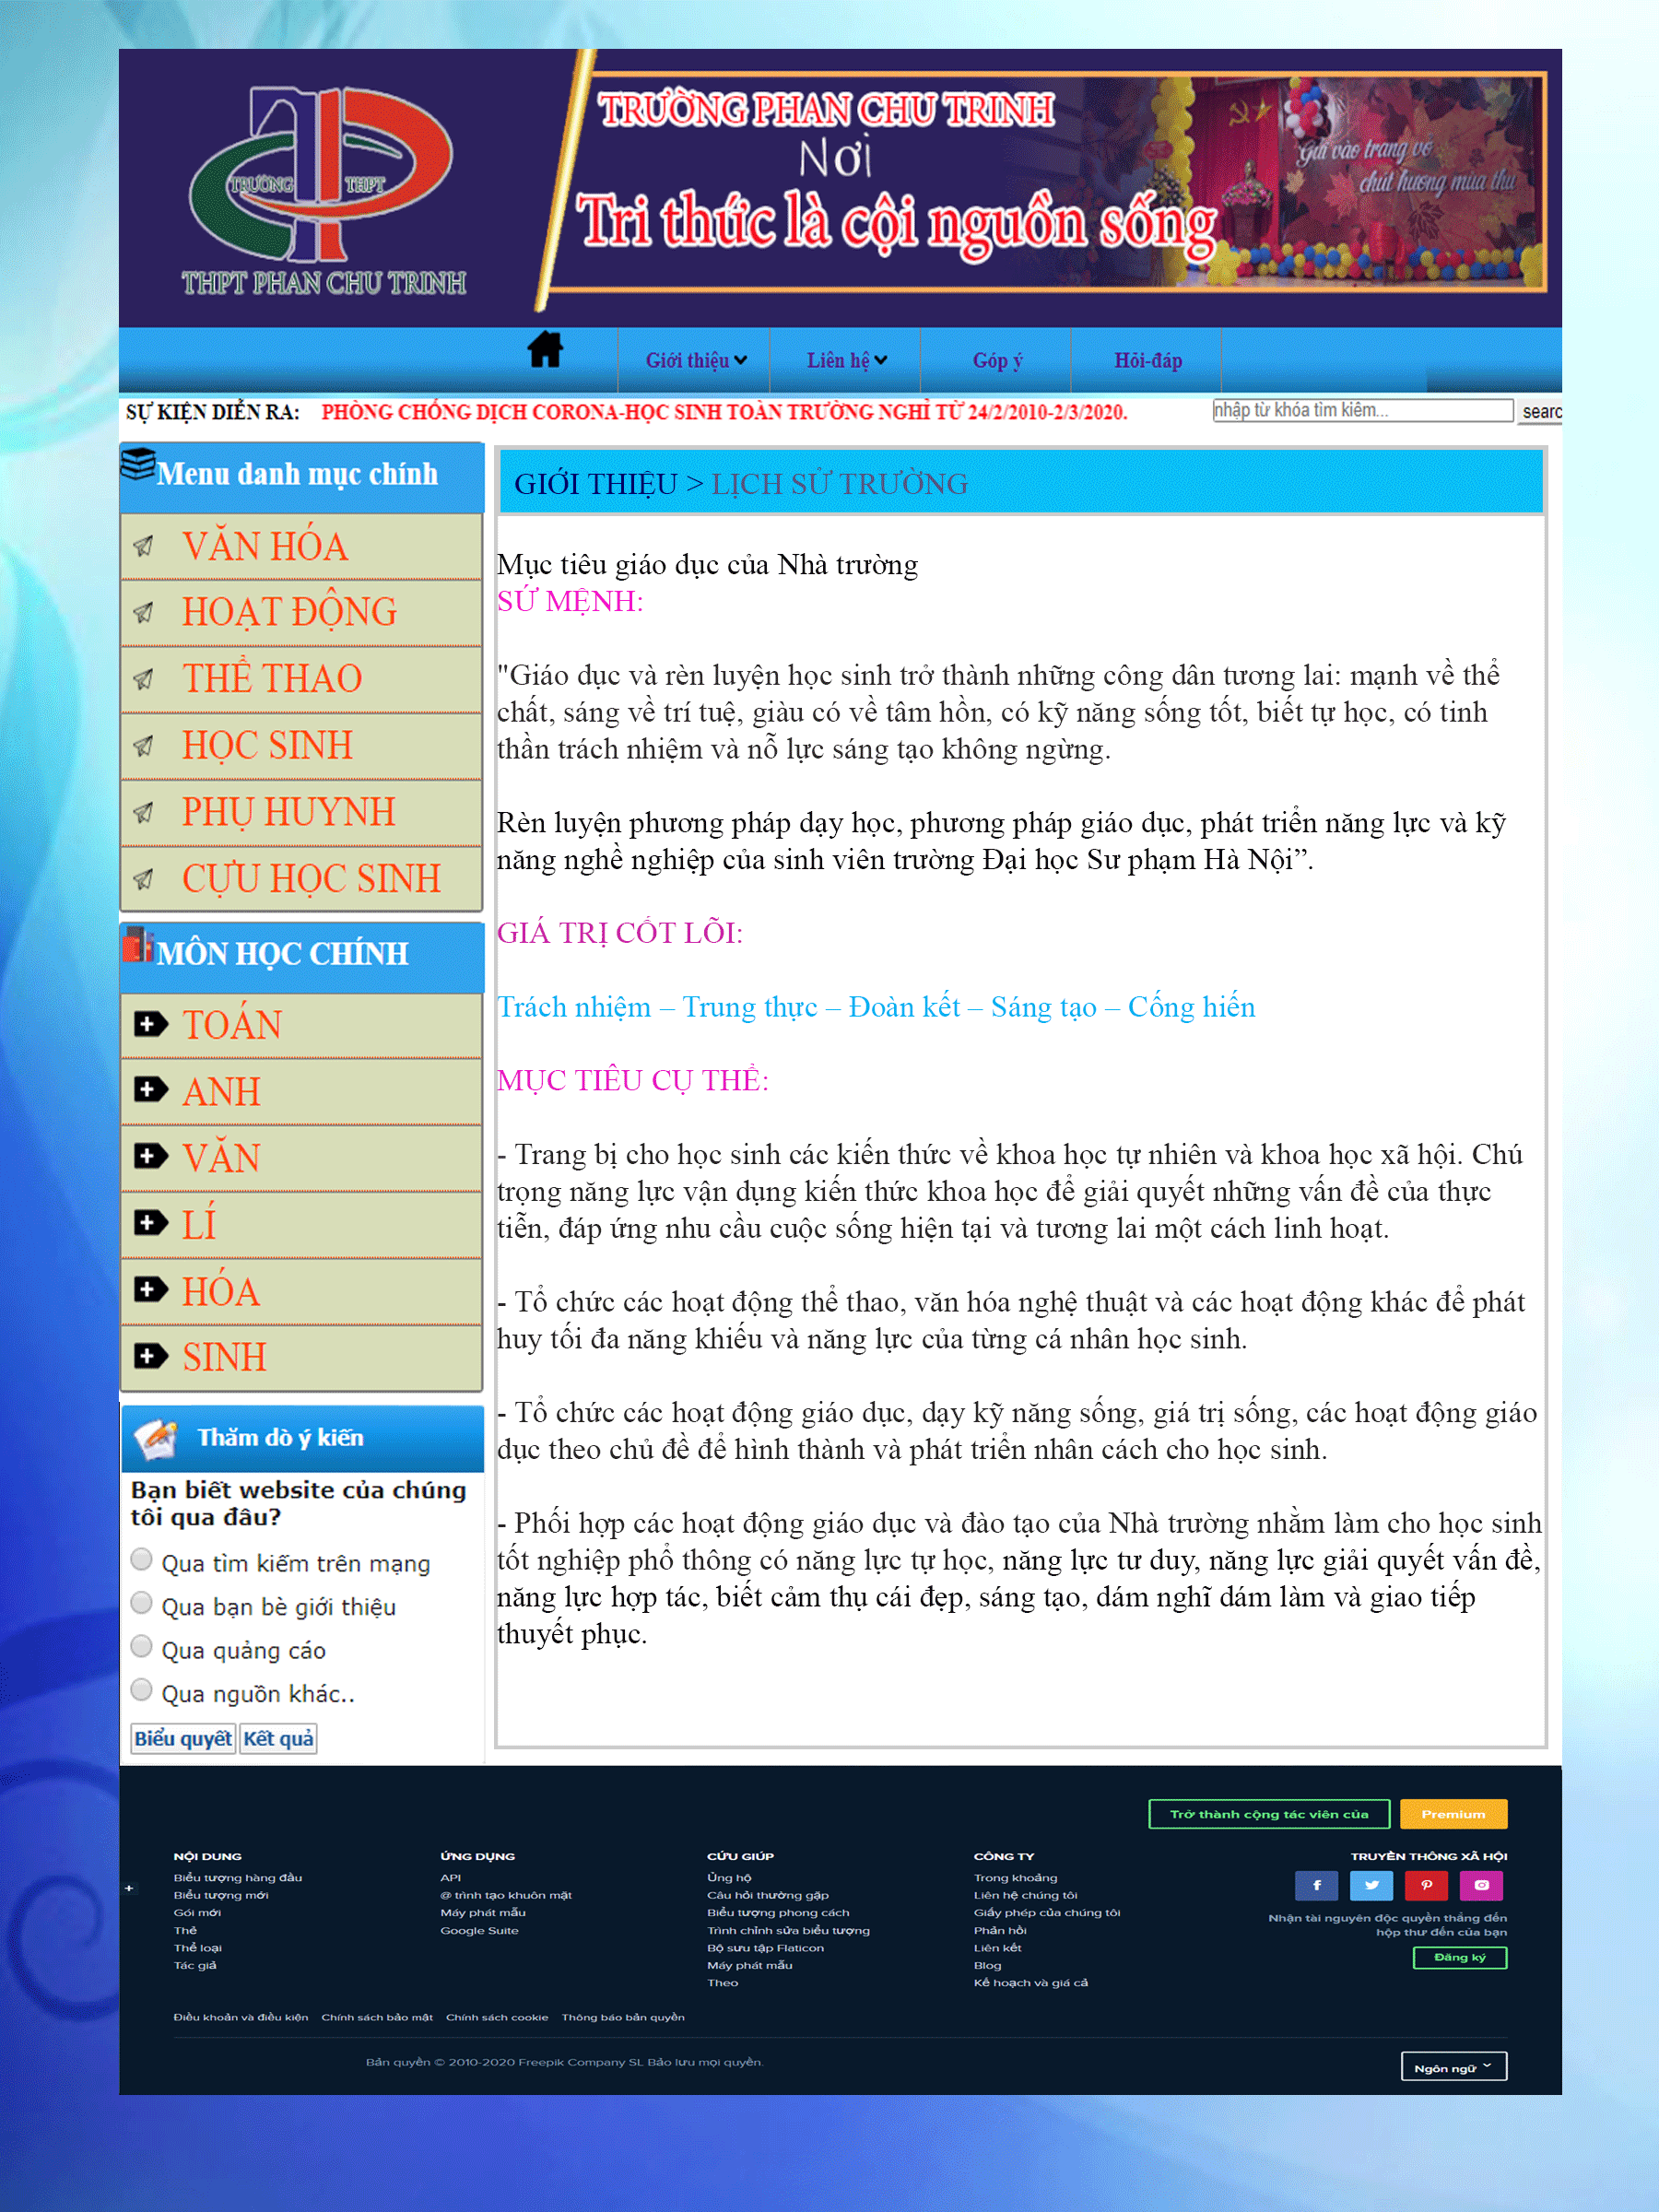 TRƯỜNG THPT
THPT PHAN CHU TRINH
TRƯỜNG PHAN CHU TRINH
Nơi
Tri thức là cội nguồn sống
Gửi vào trang vở
chút hương mùa thu
Giới thiệu
Liên hệ
Góp ý
Hỏi-đáp
SỰ KIỆN DIỄN RA: PHÒNG CHỐNG DỊCH CORONA-HỌC SINH TOÀN TRƯỜNG NGHỈ TỪ 24/2/2010-2/3/2020.
nhập từ khóa tìm kiếm...
searc
Menu danh mục chính
VĂN HÓA
HOẠT ĐỘNG
THỂ THAO
HỌC SINH
PHỤ HUYNH
CỰU HỌC SINH
MÔN HỌC CHÍNH
TOÁN
ANH
VĂN
LÍ
HÓA
SINH
Thăm dò ý kiến
Bạn biết website của chúng
tôi qua đâu?
Qua tìm kiếm trên mạng
Qua bạn bè giới thiệu
Qua quảng cáo
Qua nguồn khác..
Biểu quyết Kết quả
GIỚI THIỆU > LỊCH SỬ TRƯỜNG
Mục tiêu giáo dục của Nhà trường
SỨ MỆNH:
"Giáo dục và rèn luyện học sinh trở thành những công dân tương lai: mạnh về thể
chất, sáng về trí tuệ, giàu có về tâm hồn, có kỹ năng sống tốt, biết tự học, có tinh
thần trách nhiệm và nỗ lực sáng tạo không ngừng.
Rèn luyện phương pháp dạy học, phương pháp giáo dục, phát triển năng lực và kỹ
năng nghề nghiệp của sinh viên trường Đại học Sư phạm Hà Nội”.
GIÁ TRỊ CỐT LÕI:
Trách nhiệm – Trung thực – Đoàn kết – Sáng tạo – Cống hiến
MỤC TIÊU CỤ THỂ:
- Trang bị cho học sinh các kiến thức về khoa học tự nhiên và khoa học xã hội. Chú
trọng năng lực vận dụng kiến thức khoa học để giải quyết những vấn đề của thực
tiễn, đáp ứng nhu cầu cuộc sống hiện tại và tương lai một cách linh hoạt.
- Tổ chức các hoạt động thể thao, văn hóa nghệ thuật và các hoạt động khác để phát
huy tối đa năng khiếu và năng lực của từng cá nhân học sinh.
- Tổ chức các hoạt động giáo dục, dạy kỹ năng sống, giá trị sống, các hoạt động giáo
dục theo chủ đề để hình thành và phát triển nhân cách cho học sinh.
- Phối hợp các hoạt động giáo dục và đào tạo của Nhà trường nhằm làm cho học sinh
tốt nghiệp phổ thông có năng lực tự học, năng lực tư duy, năng lực giải quyết vấn đề,
năng lực hợp tác, biết cảm thụ cái đẹp, sáng tạo, dám nghĩ dám làm và giao tiếp
thuyết phục.
Trở thành cộng tác viên của
Premium
NỘI DUNG
Biểu tượng hàng đầu
Biểu tượng mới
Gói mới
Thẻ
Thể loại
Tác giả
ỨNG DỤNG
API
@ trình tạo khuôn mặt
Máy phát mẫu
Google Suite
CỨU GIÚP
Ủng hộ
Câu hỏi thường gặp
Biểu tượng phong cách
Trình chỉnh sửa biểu tượng
Bộ sưu tập Flaticon
Máy phát mẫu
Theo
CÔNG TY
Trong khoảng
Liên hệ chúng tôi
Giấy phép của chúng tôi
Phản hồi
Liên kết
Blog
Kế hoạch và giá cả
TRUYỀN THÔNG XÃ HỘI
Nhận tài nguyên độc quyền thẳng đến
hộp thư đến của bạn
Đăng ký
Điều khoản và điều kiện Chính sách bảo mật Chính sách cookie Thông báo bản quyền
Bản quyền © 2010-2020 Freepik Company SL Bảo lưu mọi quyền.
Ngôn ngữ